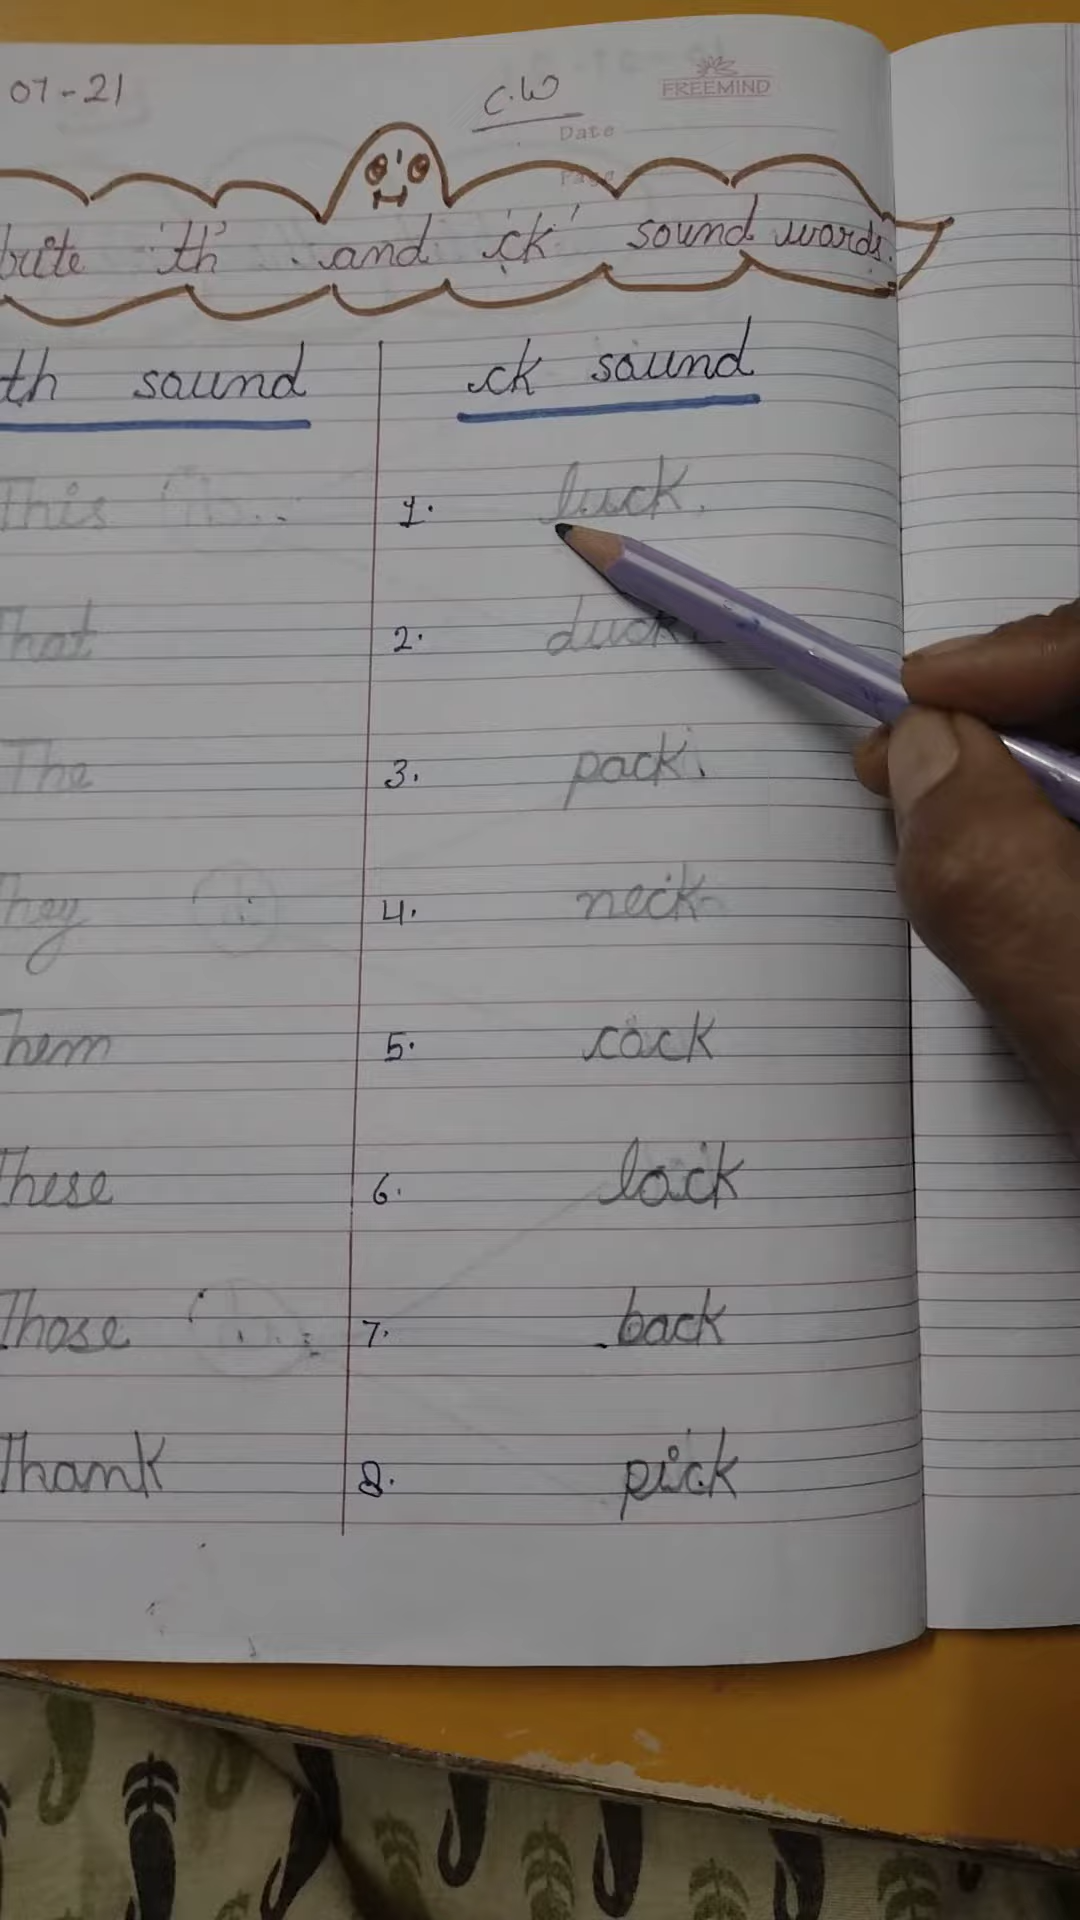 07-21
C.W
FREEMIND
Date
Page
'th' and 'ck' sound words.
th sound
ck sound
This 1. luck.
That 2. duck.
The 3. pack.
They 4. neck
Them 5. cock
These 6. lock
Those 7. back
Thank 8. pick